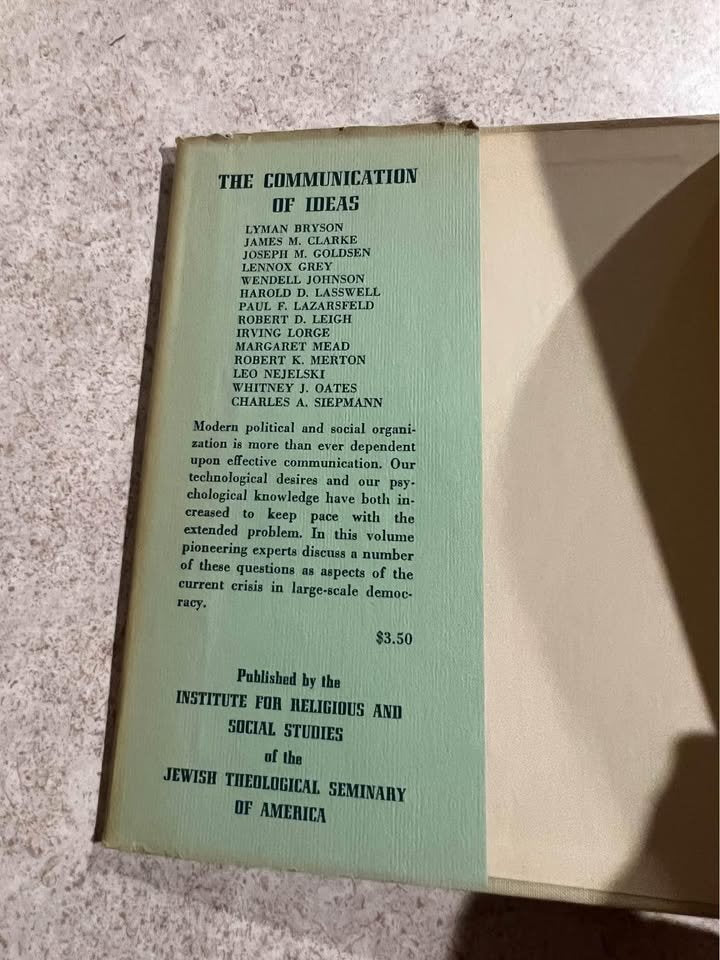 THE COMMUNICATION
OF IDEAS
LYMAN BRYSON
JAMES M. CLARKE
JOSEPH M. GOLDSEN
LENNOX GREY
WENDELL JOHNSON
HAROLD D. LASSWELL
PAUL F. LAZARSFELD
ROBERT D. LEIGH
IRVING LORGE
MARGARET MEAD
ROBERT K. MERTON
LEO NEJELSKI
WHITNEY J. OATES
CHARLES A. SIEPMANN
Modern political and social organi-
zation is more than ever dependent
upon effective communication. Our
technological desires and our psy-
chological knowledge have both in-
creased to keep pace with the
extended problem. In this volume
pioneering experts discuss a number
of these questions as aspects of the
current crisis in large-scale democ-
racy.
$3.50
Published by the
INSTITUTE FOR RELIGIOUS AND
SOCIAL STUDIES
of the
JEWISH THEOLOGICAL SEMINARY
OF AMERICA